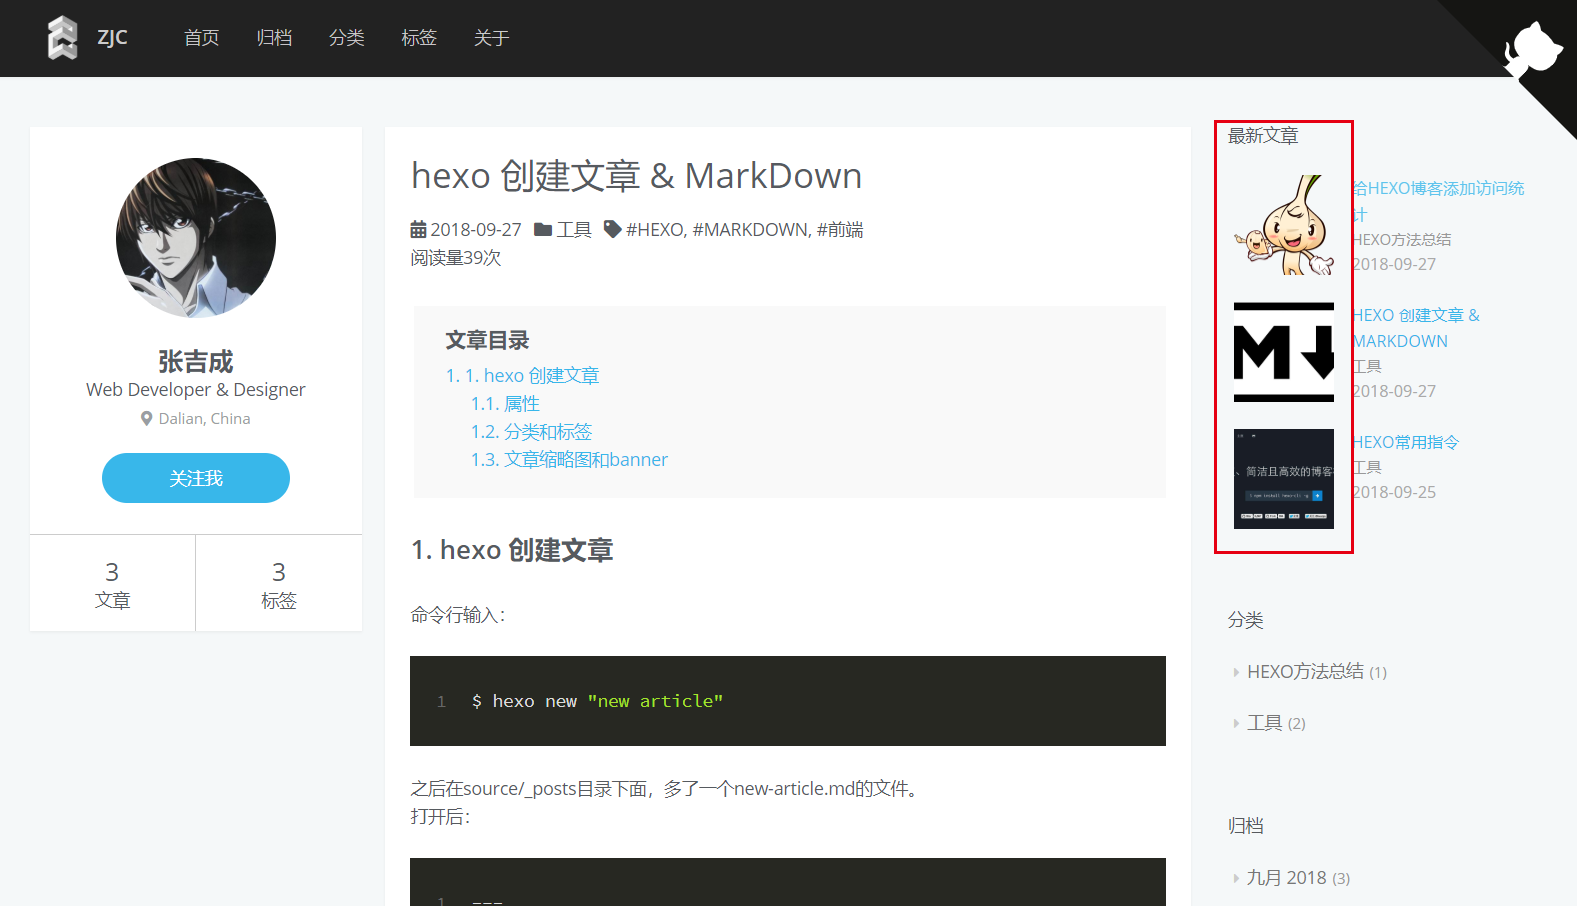 ZJC 首页 归档 分类 标签 关于
张吉成
Web Developer & Designer
Dalian, China
关注我
3
文章
3
标签
hexo 创建文章 & MarkDown
2018-09-27 工具 #HEXO, #MARKDOWN, #前端
阅读量39次
文章目录
1. 1. hexo 创建文章
1.1. 属性
1.2. 分类和标签
1.3. 文章缩略图和banner
1. hexo 创建文章
命令行输入：
1 $ hexo new "new article"
之后在source/_posts目录下面，多了一个new-article.md的文件。
打开后：
1 ---
最新文章
给HEXO博客添加访问统
计
HEXO方法总结
2018-09-27
HEXO 创建文章 &
MARKDOWN
工具
2018-09-27
、简洁且高效的博客
HEXO常用指令
工具
2018-09-25
分类
HEXO方法总结 (1)
工具 (2)
归档
九月 2018 (3)